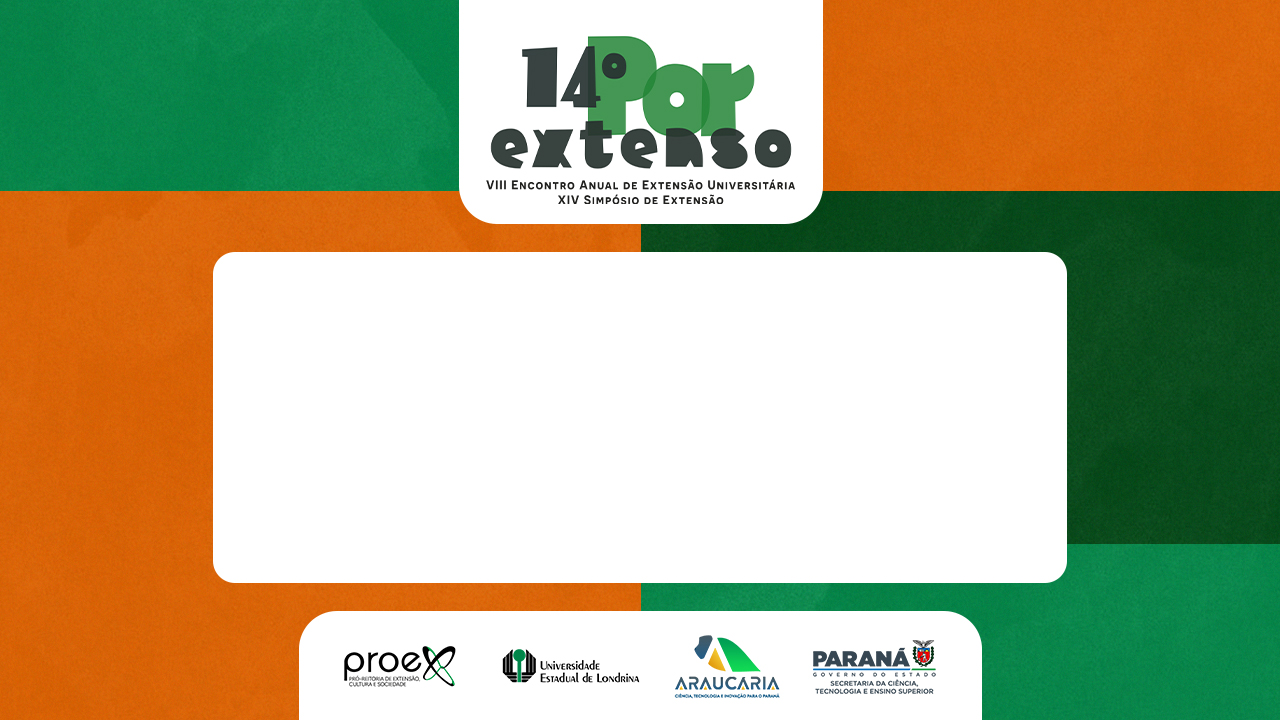 14º Por
extenso
VIII Encontro Anual de Extensão Universitária
XIV Simpósio de Extensão
proex
PRÓ-REITORIA DE EXTENSÃO,
CULTURA E SOCIEDADE
Universidade
Estadual de Londrina
ARAUCÁRIA
CIÊNCIA, TECNOLOGIA E INOVAÇÃO PARA O PARANÁ
PARANÁ
GOVERNO DO ESTADO
SECRETARIA DA CIÊNCIA,
TECNOLOGIA E ENSINO SUPERIOR